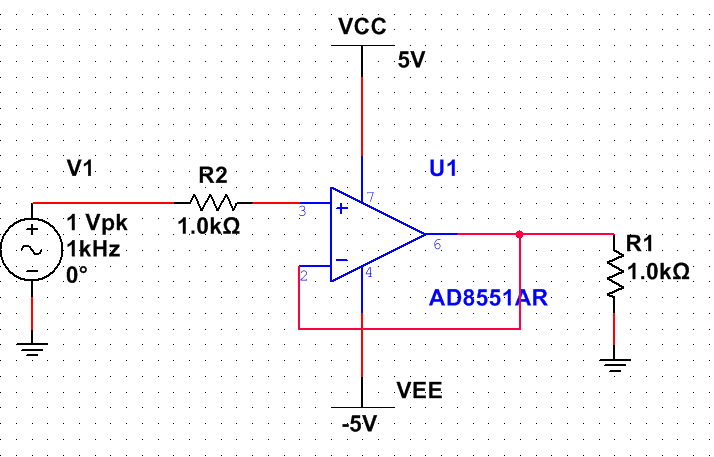 VCC
5V
V1
R2
U1
7
1 Vpk
1kHz
0°
1.0kΩ
3
6
2
4
R1
1.0kΩ
AD8551AR
VEE
-5V